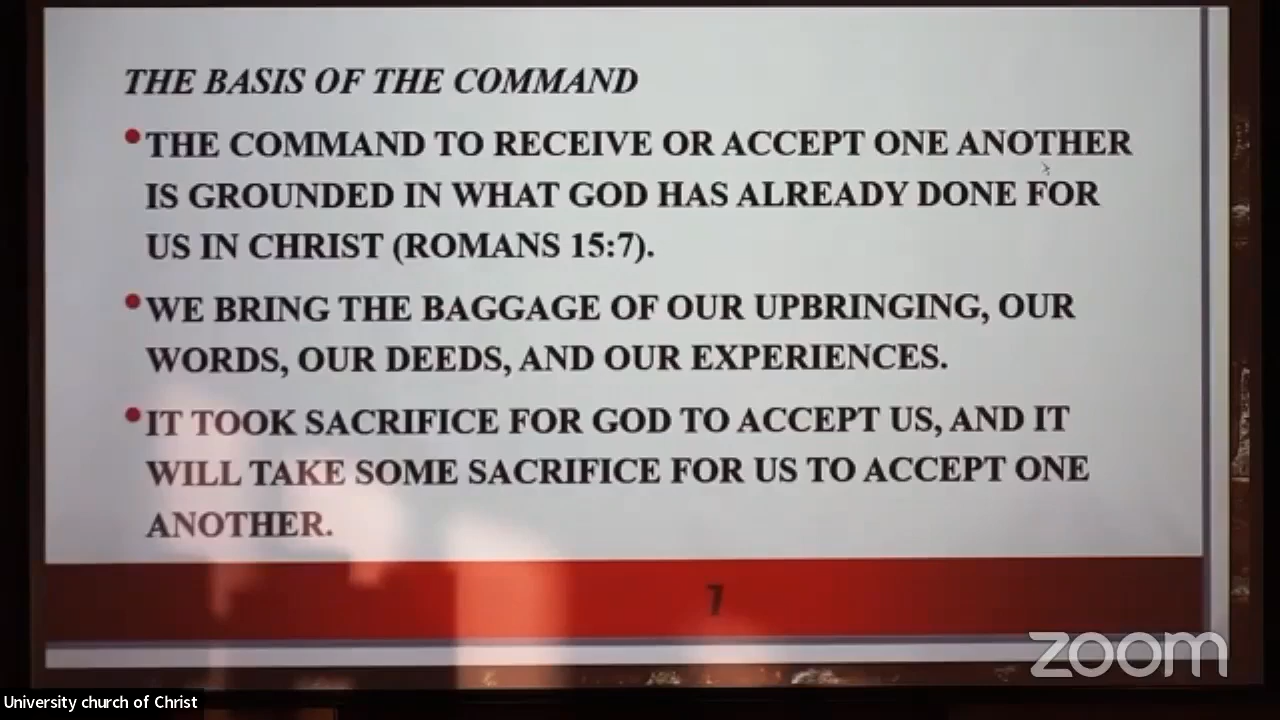 THE BASIS OF THE COMMAND
•THE COMMAND TO RECEIVE OR ACCEPT ONE ANOTHER
IS GROUNDED IN WHAT GOD HAS ALREADY DONE FOR
US IN CHRIST (ROMANS 15:7).
•WE BRING THE BAGGAGE OF OUR UPBRINGING, OUR
WORDS, OUR DEEDS, AND OUR EXPERIENCES.
•IT TOOK SACRIFICE FOR GOD TO ACCEPT US, AND IT
WILL TAKE SOME SACRIFICE FOR US TO ACCEPT ONE
ANOTHER.
7
zoom
University church of Christ